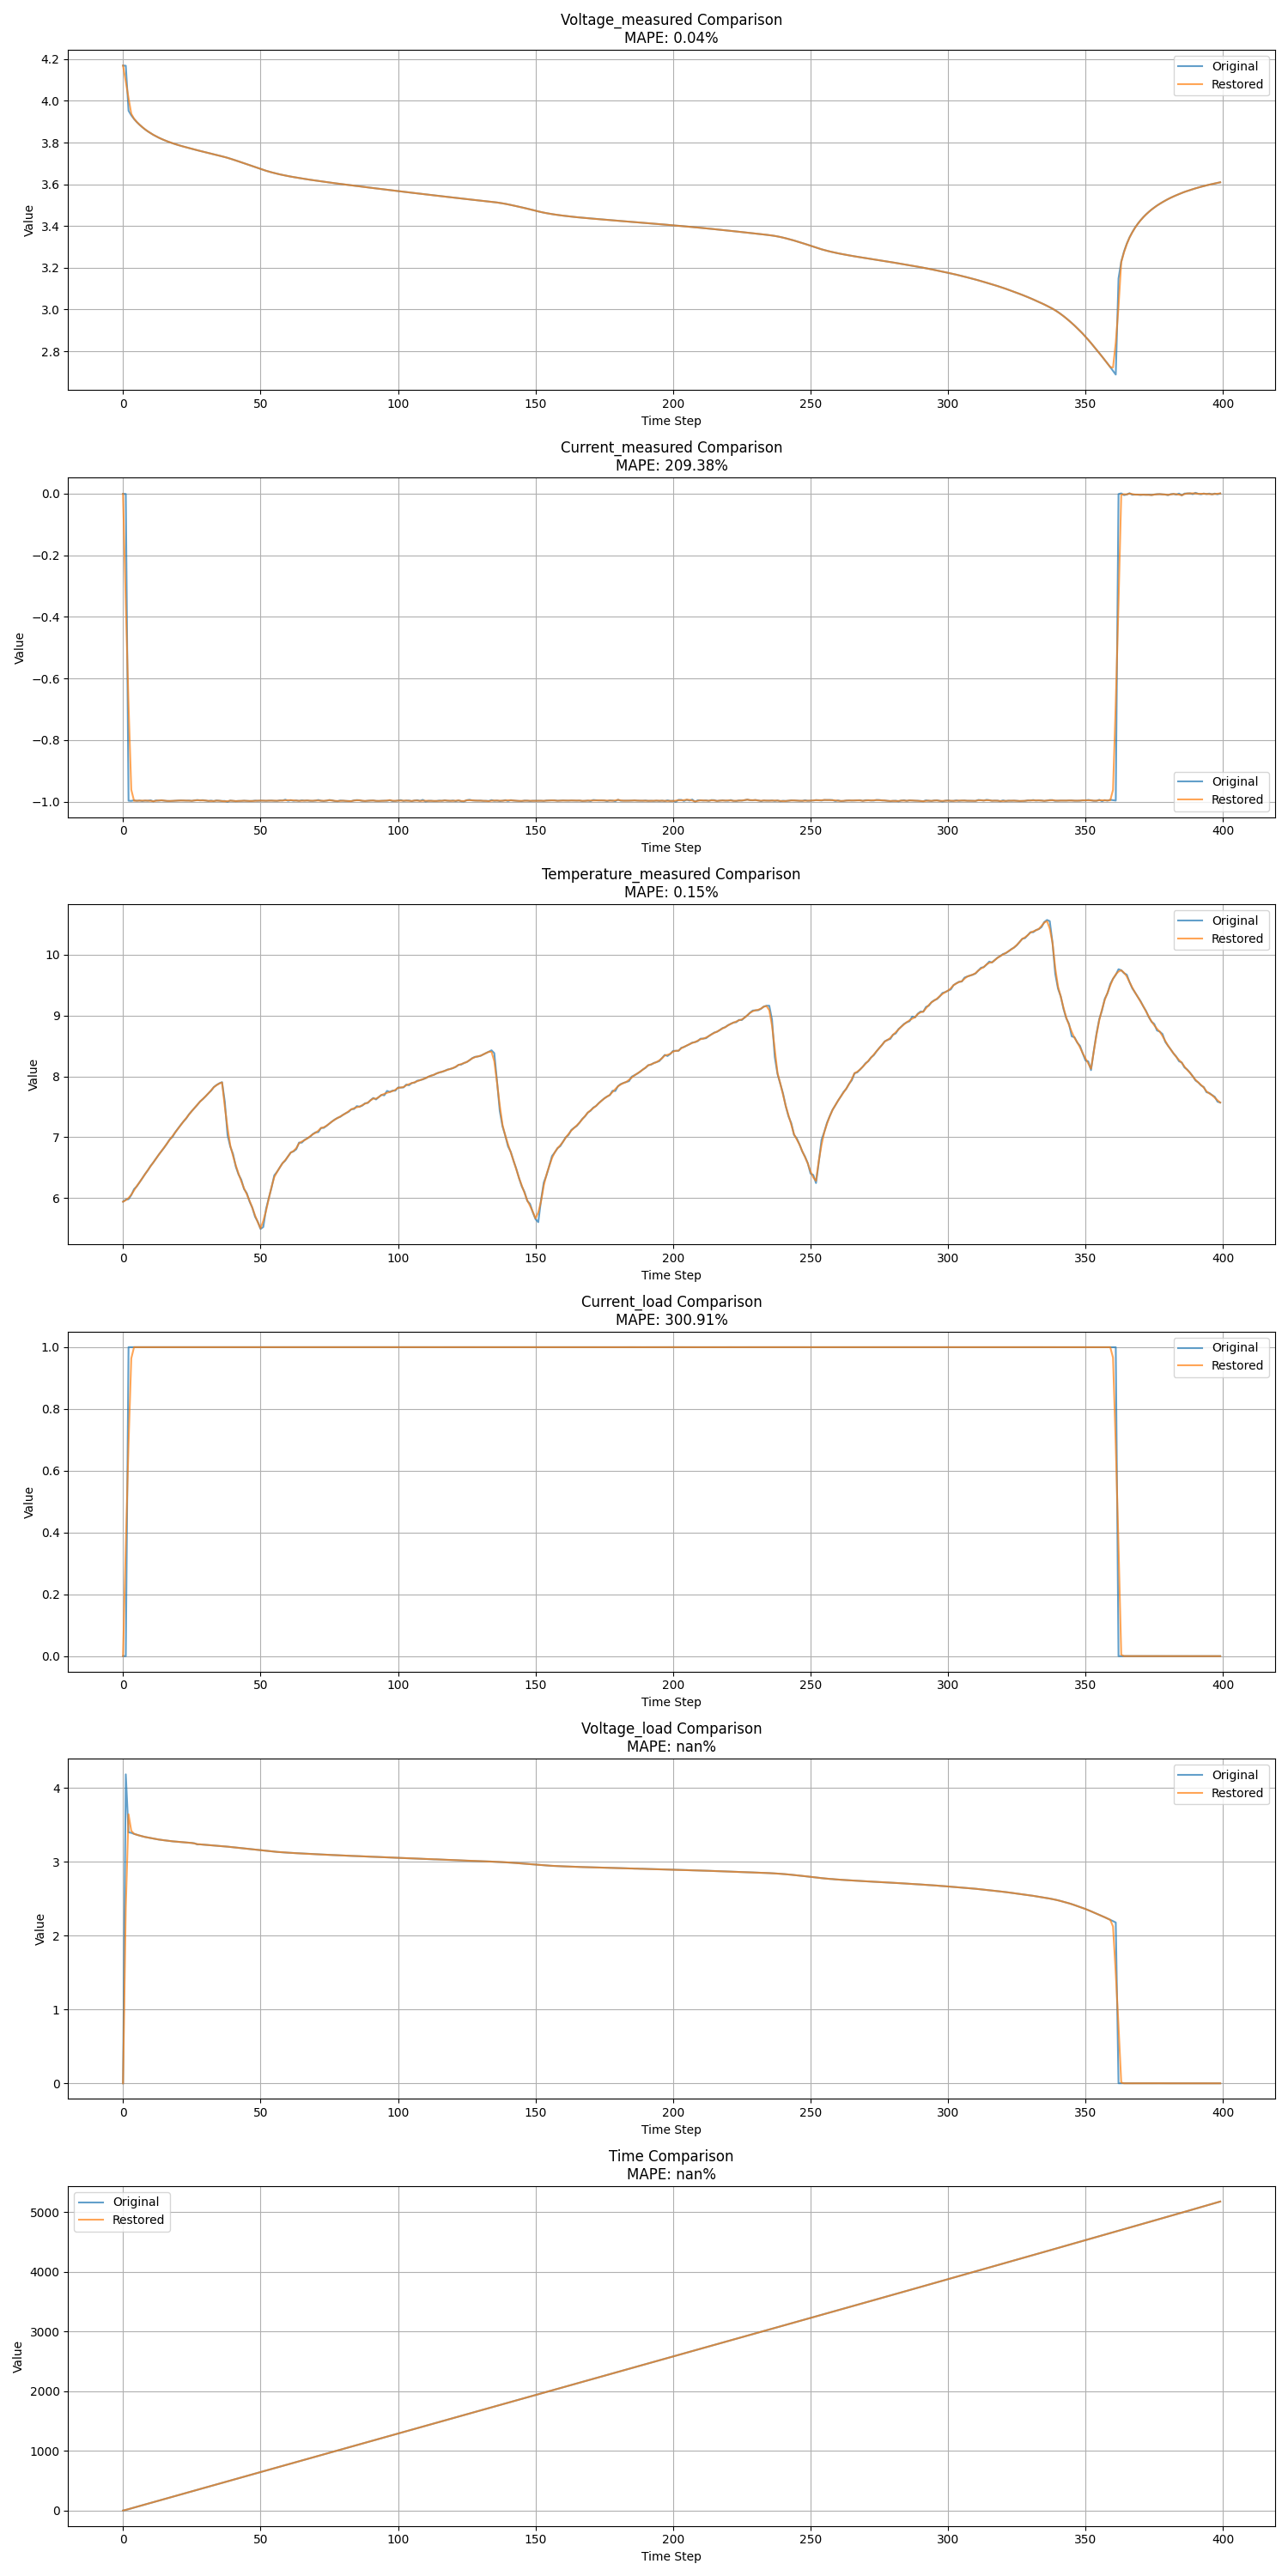 Voltage_measured Comparison
MAPE: 0.04%
4.2
4.0
3.8
3.6
3.4
3.2
3.0
2.8
Value
Original
Restored
0 50 100 150 200 250 300 350 400
Time Step
Current_measured Comparison
MAPE: 209.38%
0.0
−0.2
−0.4
−0.6
−0.8
−1.0
Value
Original
Restored
0 50 100 150 200 250 300 350 400
Time Step
Temperature_measured Comparison
MAPE: 0.15%
10
9
8
7
6
Value
Original
Restored
0 50 100 150 200 250 300 350 400
Time Step
Current_load Comparison
MAPE: 300.91%
1.0
0.8
0.6
0.4
0.2
0.0
Value
Original
Restored
0 50 100 150 200 250 300 350 400
Time Step
Voltage_load Comparison
MAPE: nan%
4
3
2
1
0
Value
Original
Restored
0 50 100 150 200 250 300 350 400
Time Step
Time Comparison
MAPE: nan%
5000
4000
3000
2000
1000
0
Value
Original
Restored
0 50 100 150 200 250 300 350 400
Time Step